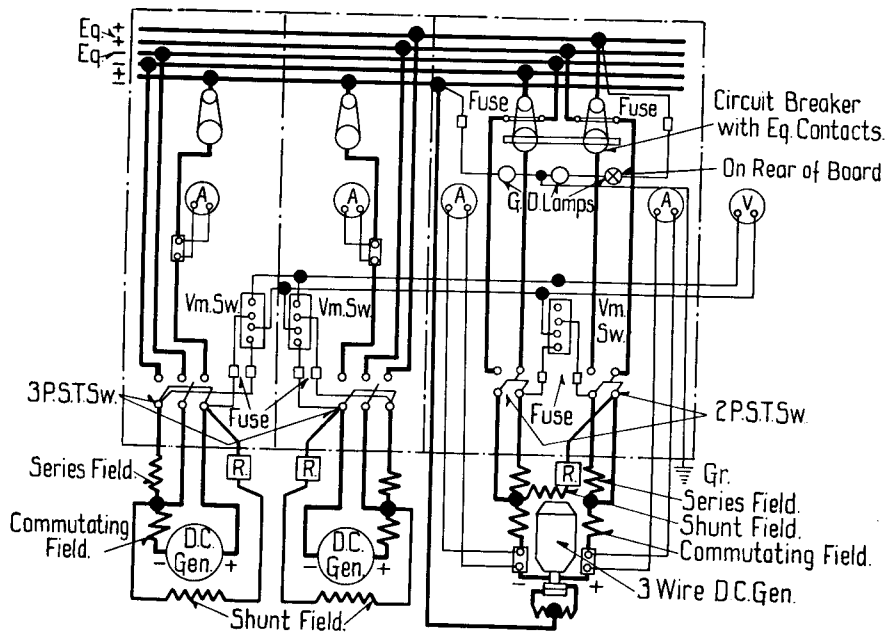 Eq. +
+
Eq. -
-
±
±
Fuse
Fuse
Circuit Breaker
with Eq. Contacts.
On Rear of Board
G.D. Lamps
A
A
A
A
V
Vm. Sw.
Vm. Sw.
Vm.
Sw.
3 P.S.T. Sw.
Fuse
Fuse
2 P.S.T. Sw.
R.
R.
R.
Gr.
Series Field.
Series Field.
Shunt Field.
Commutating
Field.
Commutating Field.
D.C.
Gen.
- +
D.C.
Gen.
- +
- +
3 Wire D.C. Gen.
Shunt Field.